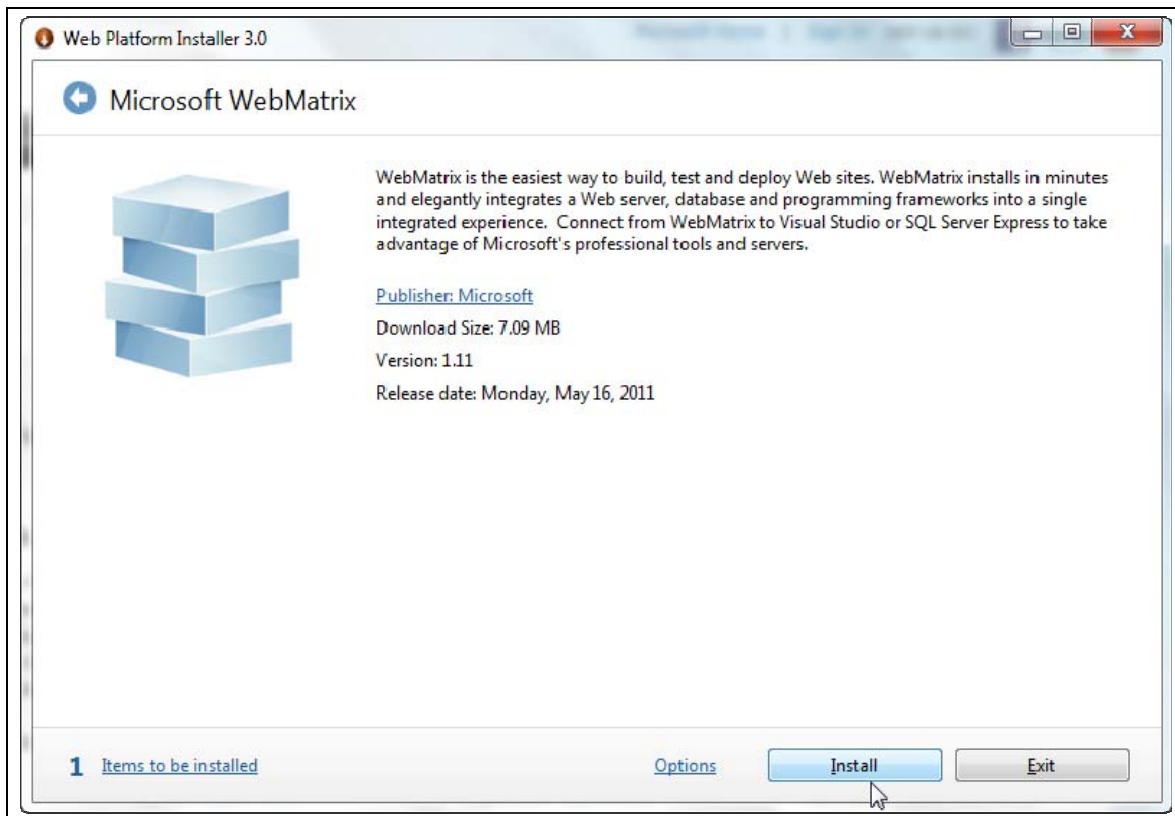 Web Platform Installer 3.0
Microsoft WebMatrix
WebMatrix is the easiest way to build, test and deploy Web sites. WebMatrix installs in minutes
and elegantly integrates a Web server, database and programming frameworks into a single
integrated experience.  Connect from WebMatrix to Visual Studio or SQL Server Express to take
advantage of Microsoft's professional tools and servers.
Publisher: Microsoft
Download Size: 7.09 MB
Version: 1.11
Release date: Monday, May 16, 2011
1 Items to be installed Options Install Exit